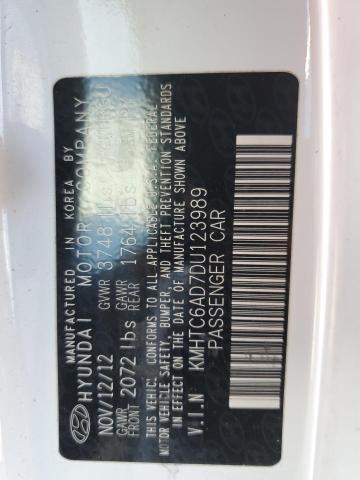 MANUFACTURED IN KOREA BY
HYUNDAI MOTOR COMPANY
NOV/12/12 GVWR 3748 lbs
GAWR FRONT 2072 lbs GAWR REAR 1764 lbs
THIS VEHICLE CONFORMS TO ALL APPLICABLE U.S.A. FEDERAL
MOTOR VEHICLE SAFETY, BUMPER, AND THEFT PREVENTION STANDARDS
IN EFFECT ON THE DATE OF MANUFACTURE SHOWN ABOVE
V.I.N KMHTC6AD7DU123989
PASSENGER CAR